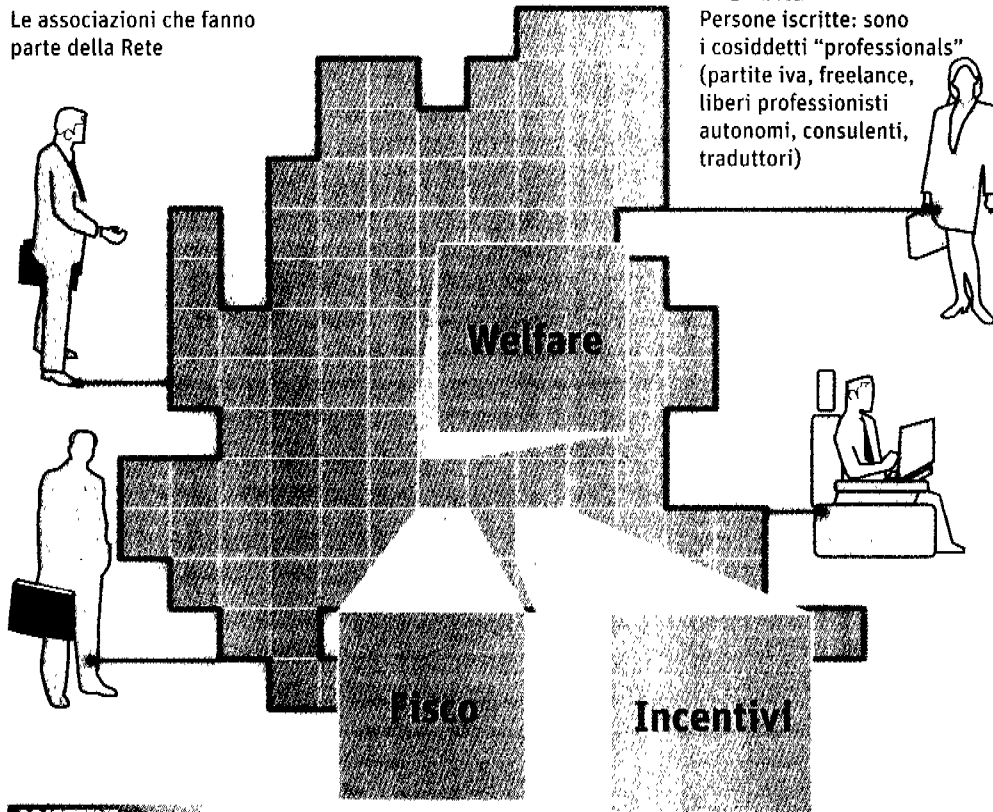 Le associazioni che fanno
parte della Rete
Persone iscritte: sono
i cosiddetti “professionals”
(partite iva, freelance,
liberi professionisti
autonomi, consulenti,
traduttori)
Welfare
Fisco
Incentivi